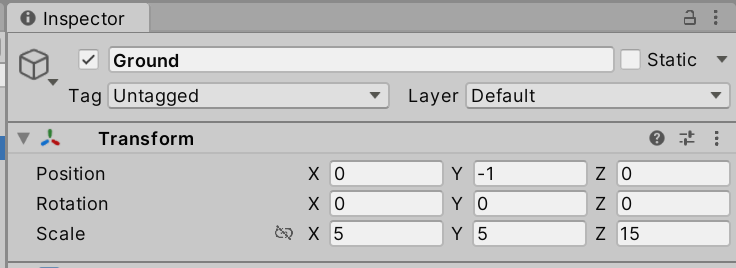 Inspector
Ground Static
Tag Untagged Layer Default
Transform
Position X 0 Y -1 Z 0
Rotation X 0 Y 0 Z 0
Scale X 5 Y 5 Z 15